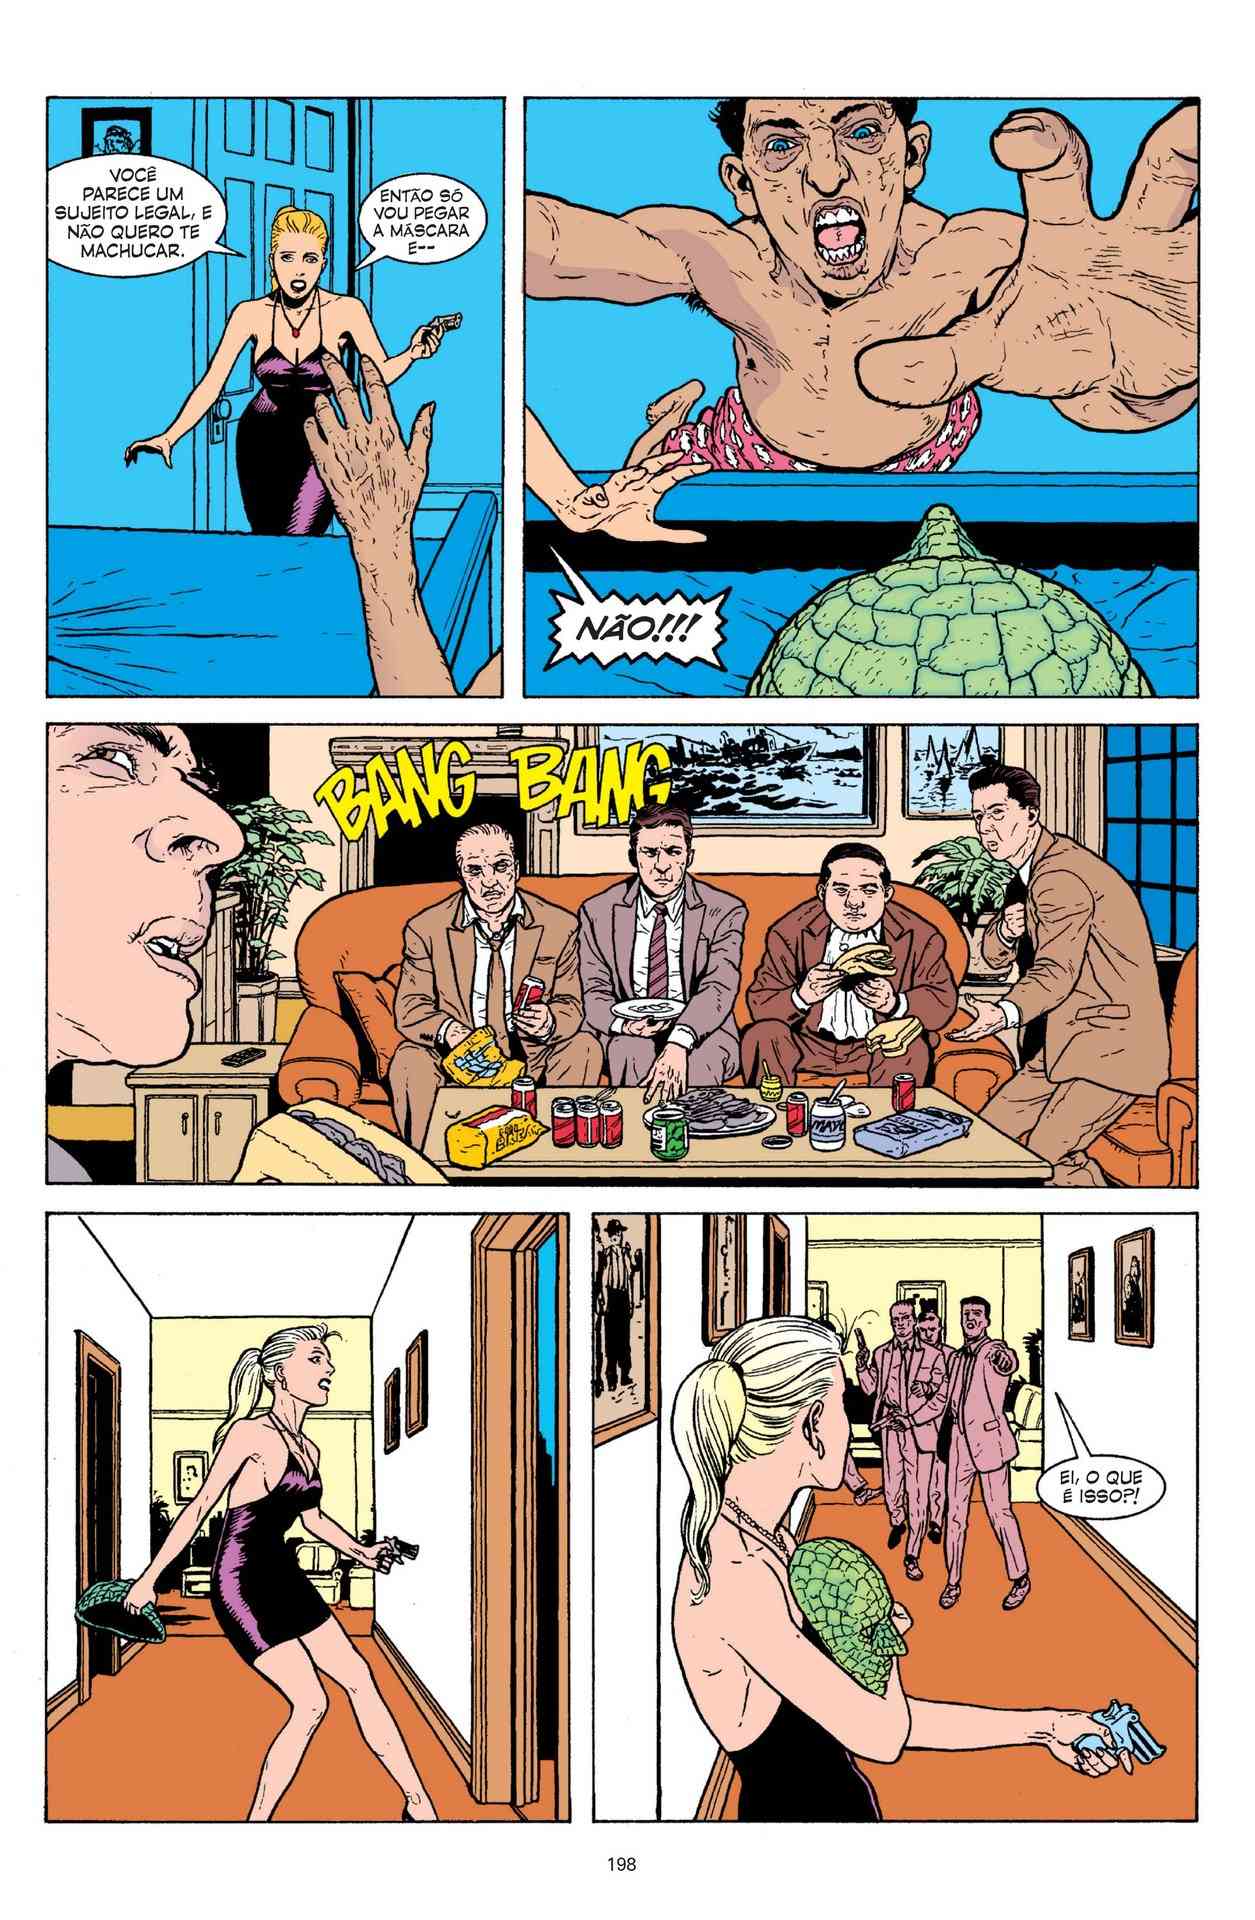 VOCÊ
PARECE UM
SUJEITO LEGAL, E
NÃO QUERO TE
MACHUCAR.
ENTÃO SÓ
VOU PEGAR
A MÁSCARA
E--
NÃO!!!
BANG BANG
MAYO
EI, O QUE
É ISSO?!
198